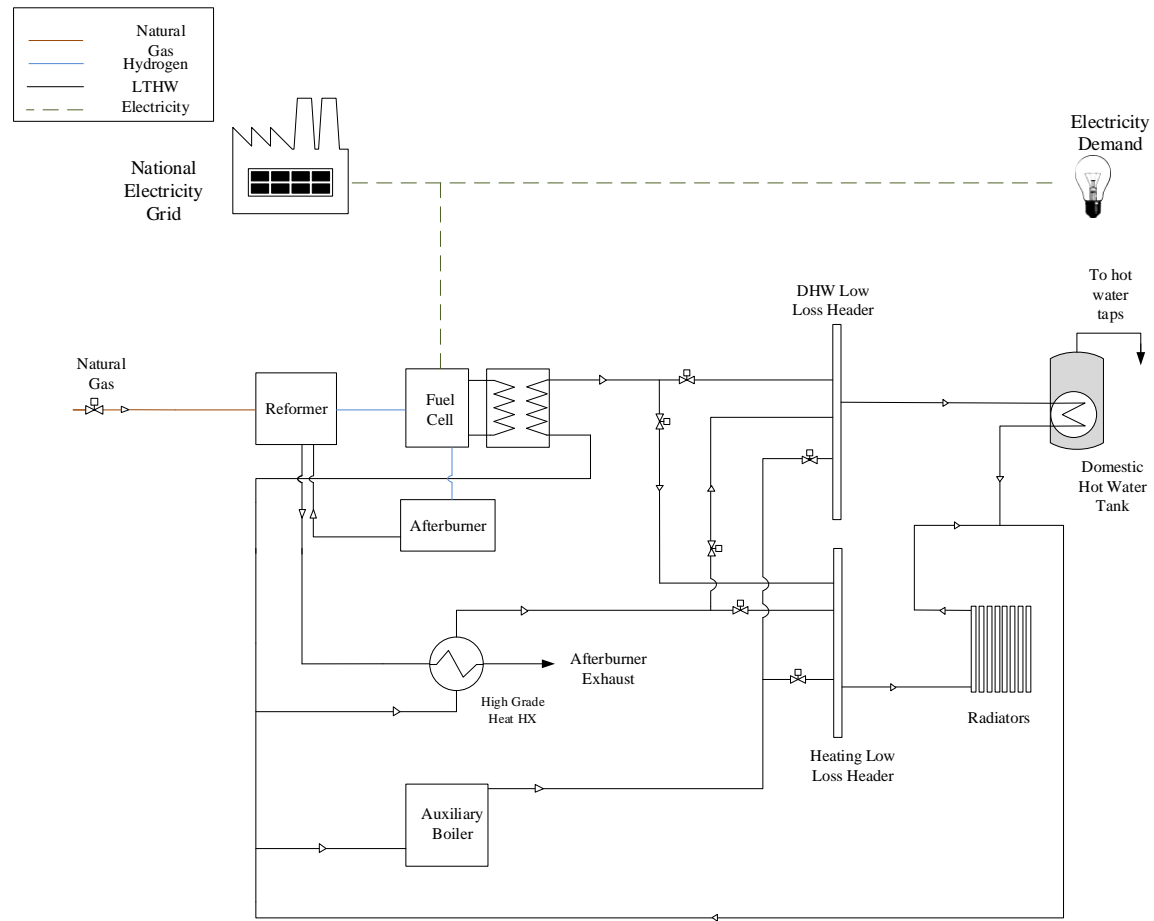 Natural
Gas
Hydrogen
LTHW
Electricity
National
Electricity
Grid
Electricity
Demand
To hot
water
taps
DHW Low
Loss Header
Natural
Gas
Reformer
Fuel
Cell
Domestic
Hot Water
Tank
Afterburner
Afterburner
Exhaust
High Grade
Heat HX
Radiators
Heating Low
Loss Header
Auxiliary
Boiler